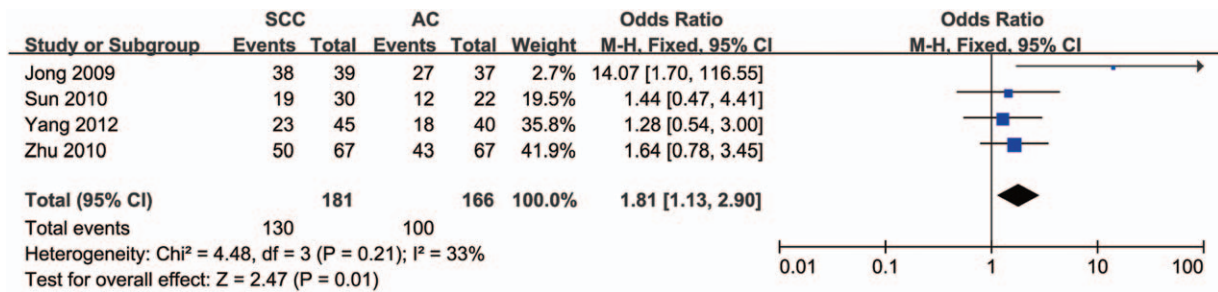 SCC AC Odds Ratio Odds Ratio
Study or Subgroup Events Total Events Total Weight M-H, Fixed, 95% CI M-H, Fixed, 95% CI
Jong 2009 38 39 27 37 2.7% 14.07 [1.70, 116.55]
Sun 2010 19 30 12 22 19.5% 1.44 [0.47, 4.41]
Yang 2012 23 45 18 40 35.8% 1.28 [0.54, 3.00]
Zhu 2010 50 67 43 67 41.9% 1.64 [0.78, 3.45]
Total (95% CI) 181 166 100.0% 1.81 [1.13, 2.90]
Total events 130 100
Heterogeneity: Chi² = 4.48, df = 3 (P = 0.21); I² = 33%
Test for overall effect: Z = 2.47 (P = 0.01)
0.01 0.1 1 10 100